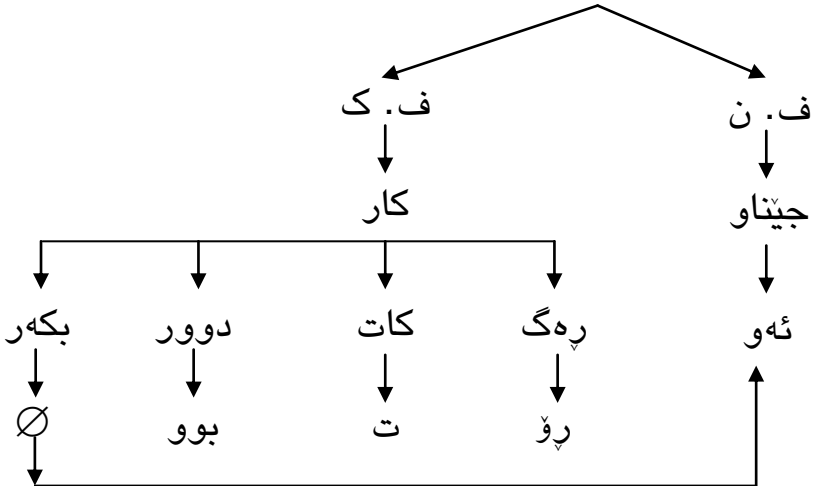 ف. ن ف. ک
جێناو کار
ئەو ڕەگ کات دوور بکەر
ڕۆ ت بوو ∅